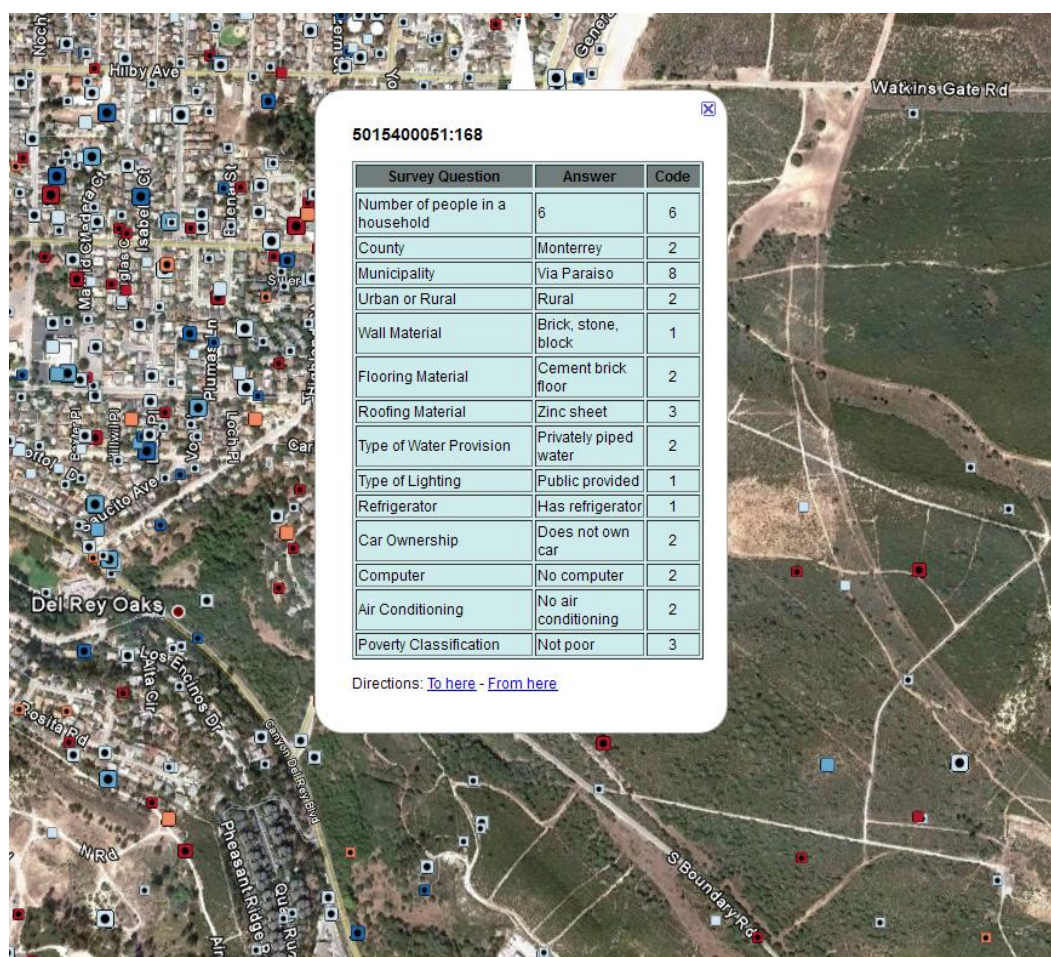 Hilby Ave
Watkins Gate Rd
5015400051:168
Survey Question Answer Code
Number of people in a household 6 6
County Monterrey 2
Municipality Via Paraiso 8
Urban or Rural Rural 2
Wall Material Brick, stone, block 1
Flooring Material Cement brick floor 2
Roofing Material Zinc sheet 3
Type of Water Provision Privately piped water 2
Type of Lighting Public provided 1
Refrigerator Has refrigerator 1
Car Ownership Does not own car 2
Computer No computer 2
Air Conditioning No air conditioning 2
Poverty Classification Not poor 3
Directions: To here - From here
Plumas Ln
Loch Pl
Saucito Ave
Del Rey Oaks
Los Encinos Dr
Alta Cir
Rosita Rd
Canyon Del Rey Blvd
N Rd
Pheasant Ridge
S Boundary Rd